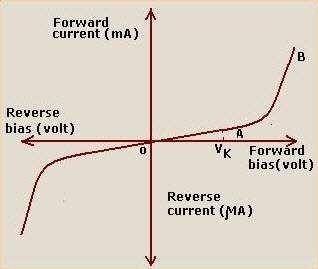 Forward
current (mA)
B
Reverse
bias (volt)
A
O
VK
Forward
bias(volt)
Reverse
current (µA)